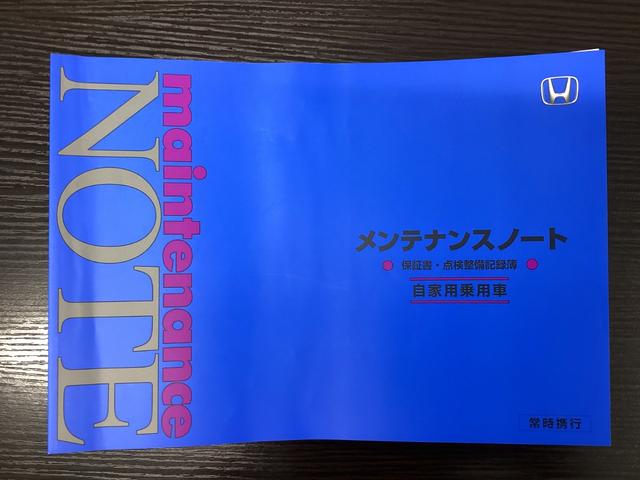 maintenance
NOTE
メンテナンスノート
保証書・点検整備記録簿
自家用乗用車
常時携行